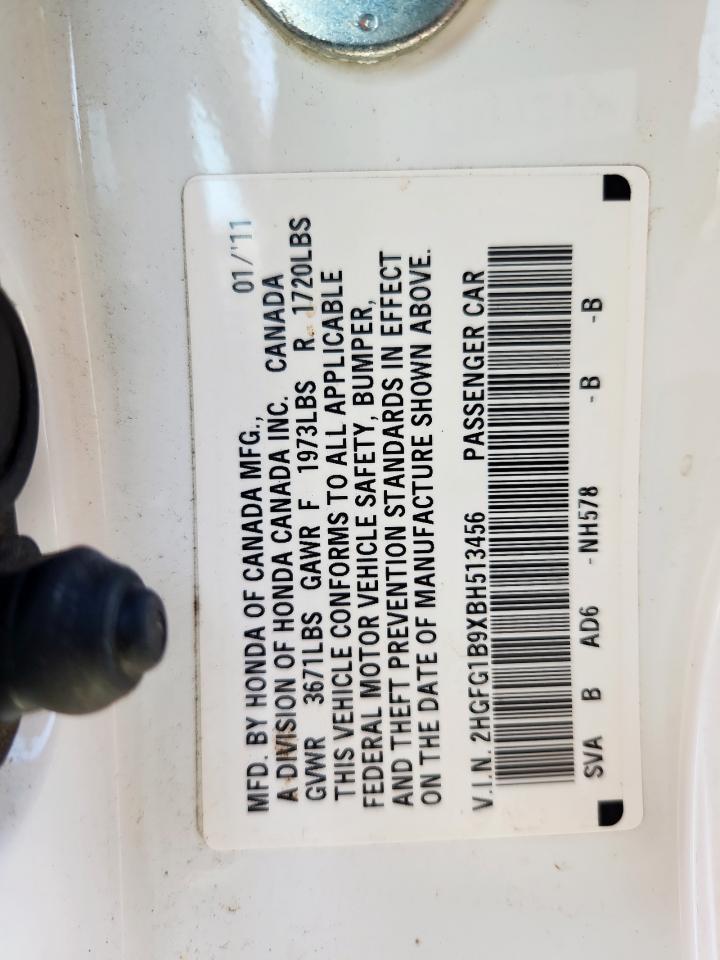 01/'11
MFD. BY HONDA OF CANADA MFG.,
A DIVISION OF HONDA CANADA INC. CANADA
GVWR 3671LBS GAWR F 1973LBS R 1720LBS
THIS VEHICLE CONFORMS TO ALL APPLICABLE
FEDERAL MOTOR VEHICLE SAFETY, BUMPER,
AND THEFT PREVENTION STANDARDS IN EFFECT
ON THE DATE OF MANUFACTURE SHOWN ABOVE.
V.I.N. 2HGFG1B9XBH513456 PASSENGER CAR
SVA B AD6 -NH578 -B -B